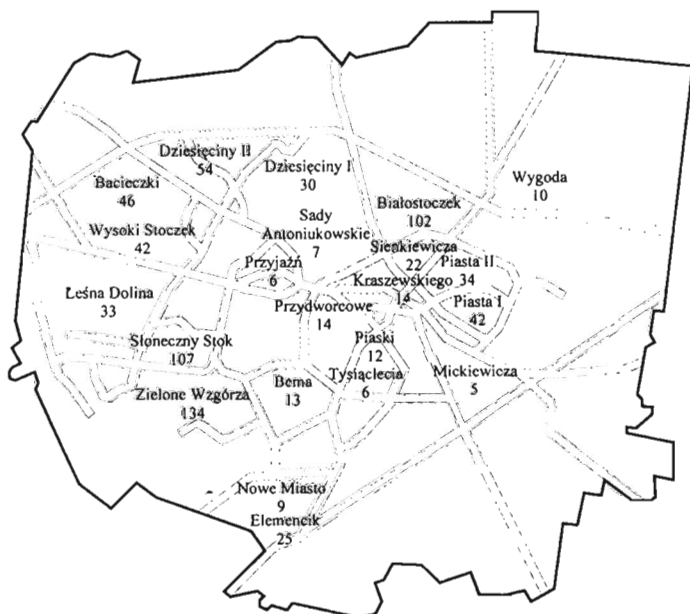 Dziesięciny II
54
Dziesięciny I
30
Bacieczki
46
Wygoda
10
Białostoczek
102
Sady
Antoniukowskie
7
Wysoki Stoczek
42
Sienkiewicza
22
Piasta II
34
Przyjaźń
6
Kraszewskiego
14
Leśna Dolina
33
Piasta I
42
Przydworcowe
14
Słoneczny Stok
107
Piaski
12
Tysiąclecia
6
Mickiewicza
5
Bema
13
Zielone Wzgórza
134
Nowe Miasto
9
Elemencik
25